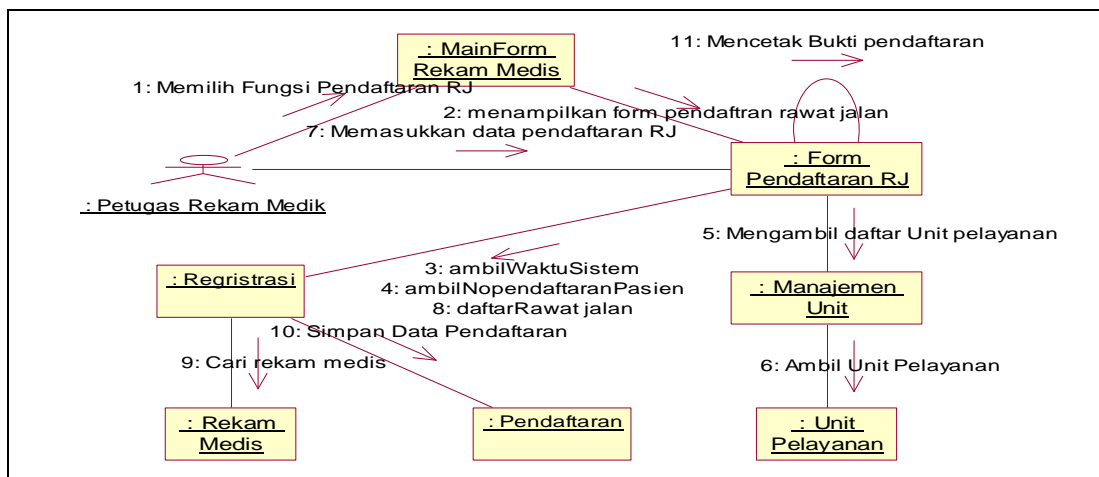 11: Mencetak Bukti pendaftaran
: MainForm
Rekam Medis
1: Memilih Fungsi Pendaftaran RJ
2: menampilkan form pendaftran rawat jalan
7: Memasukkan data pendaftaran RJ
: Form
Pendaftaran RJ
: Petugas Rekam Medik
5: Mengambil daftar Unit pelayanan
3: ambilWaktuSistem
4: ambilNopendaftaranPasien
8: daftarRawat jalan
: Regristrasi
: Manajemen
Unit
10: Simpan Data Pendaftaran
9: Cari rekam medis
6: Ambil Unit Pelayanan
: Rekam
Medis
: Pendaftaran
: Unit
Pelayanan